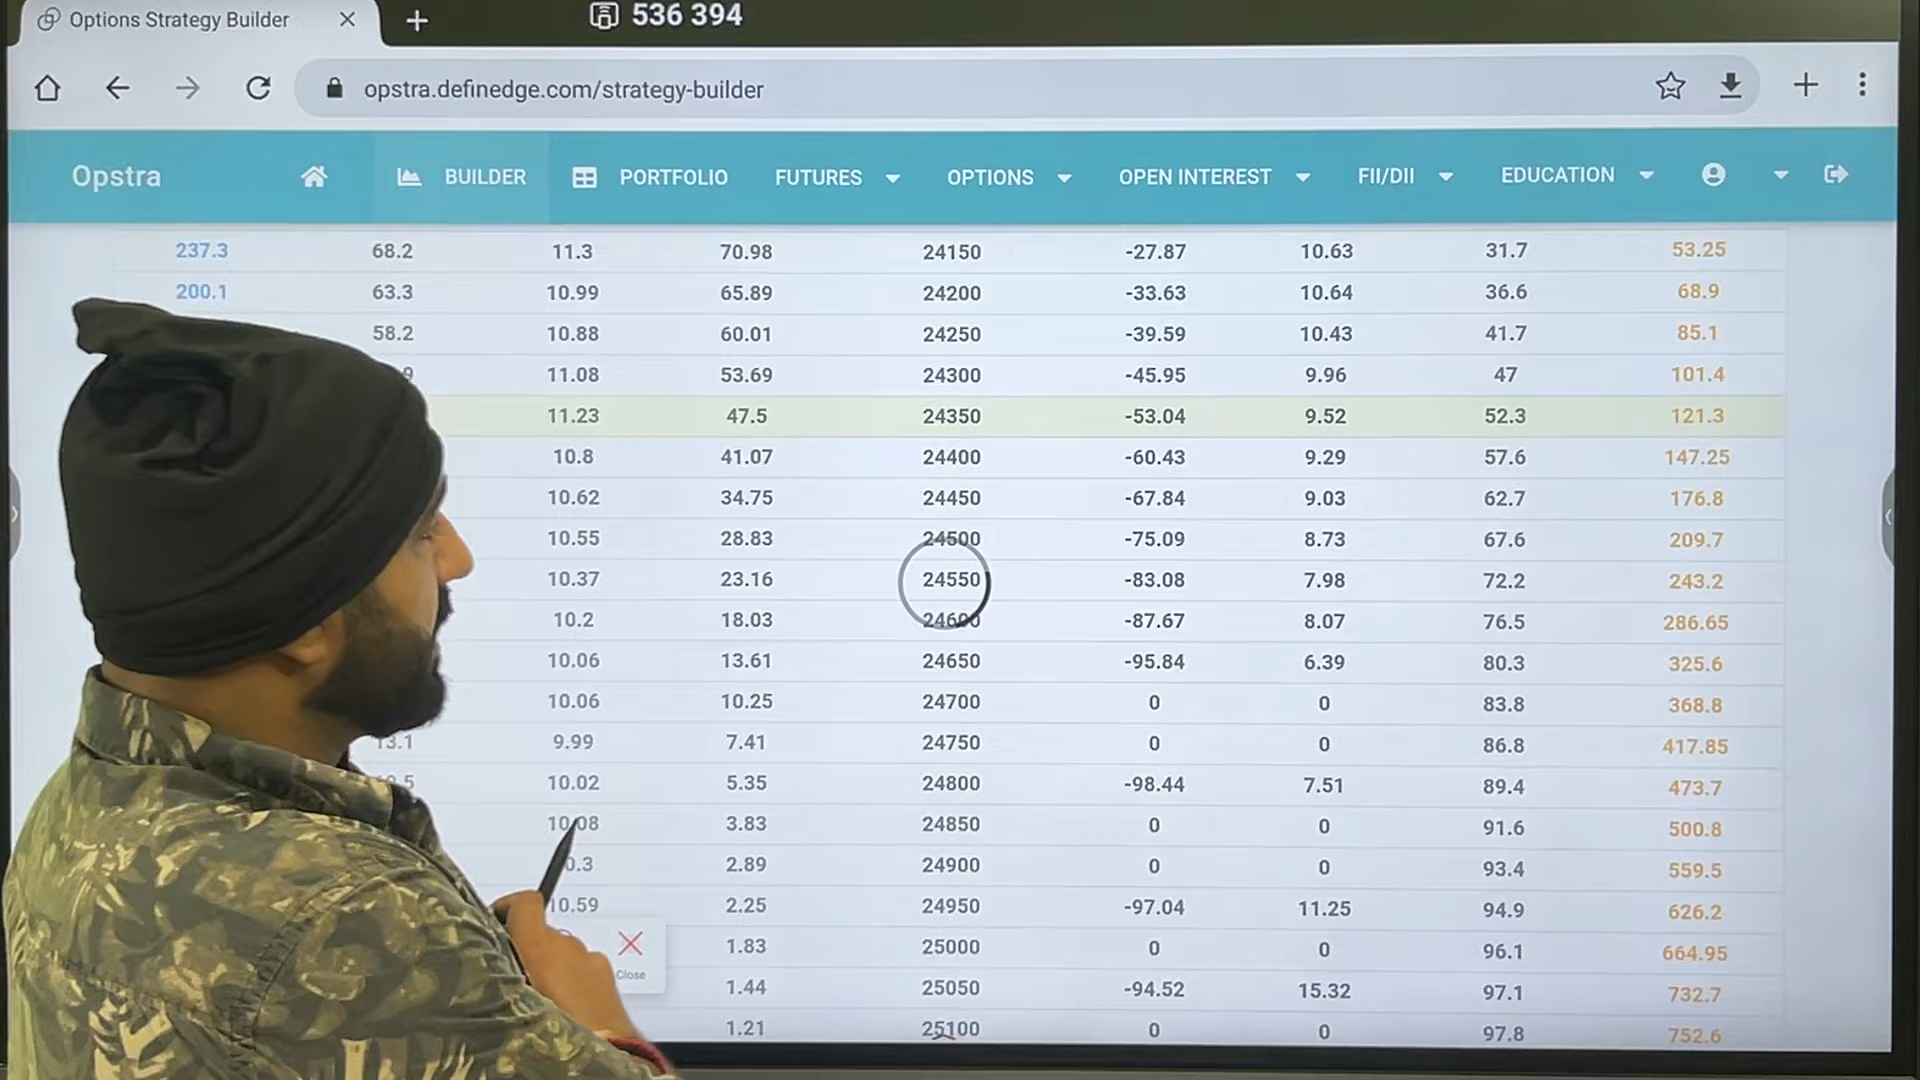 Options Strategy Builder
536 394
opstra.definedge.com/strategy-builder
Opstra BUILDER PORTFOLIO FUTURES OPTIONS OPEN INTEREST FII/DII EDUCATION
237.3 68.2 11.3 70.98 24150 -27.87 10.63 31.7 53.25
200.1 63.3 10.99 65.89 24200 -33.63 10.64 36.6 68.9
58.2 10.88 60.01 24250 -39.59 10.43 41.7 85.1
9 11.08 53.69 24300 -45.95 9.96 47 101.4
11.23 47.5 24350 -53.04 9.52 52.3 121.3
10.8 41.07 24400 -60.43 9.29 57.6 147.25
10.62 34.75 24450 -67.84 9.03 62.7 176.8
10.55 28.83 24500 -75.09 8.73 67.6 209.7
10.37 23.16 24550 -83.08 7.98 72.2 243.2
10.2 18.03 24600 -87.67 8.07 76.5 286.65
10.06 13.61 24650 -95.84 6.39 80.3 325.6
10.06 10.25 24700 0 0 83.8 368.8
13.1 9.99 7.41 24750 0 0 86.8 417.85
.5 10.02 5.35 24800 -98.44 7.51 89.4 473.7
10.08 3.83 24850 0 0 91.6 500.8
0.3 2.89 24900 0 0 93.4 559.5
10.59 2.25 24950 -97.04 11.25 94.9 626.2
1.83 25000 0 0 96.1 664.95
Close
1.44 25050 -94.52 15.32 97.1 732.7
1.21 25100 0 0 97.8 752.6